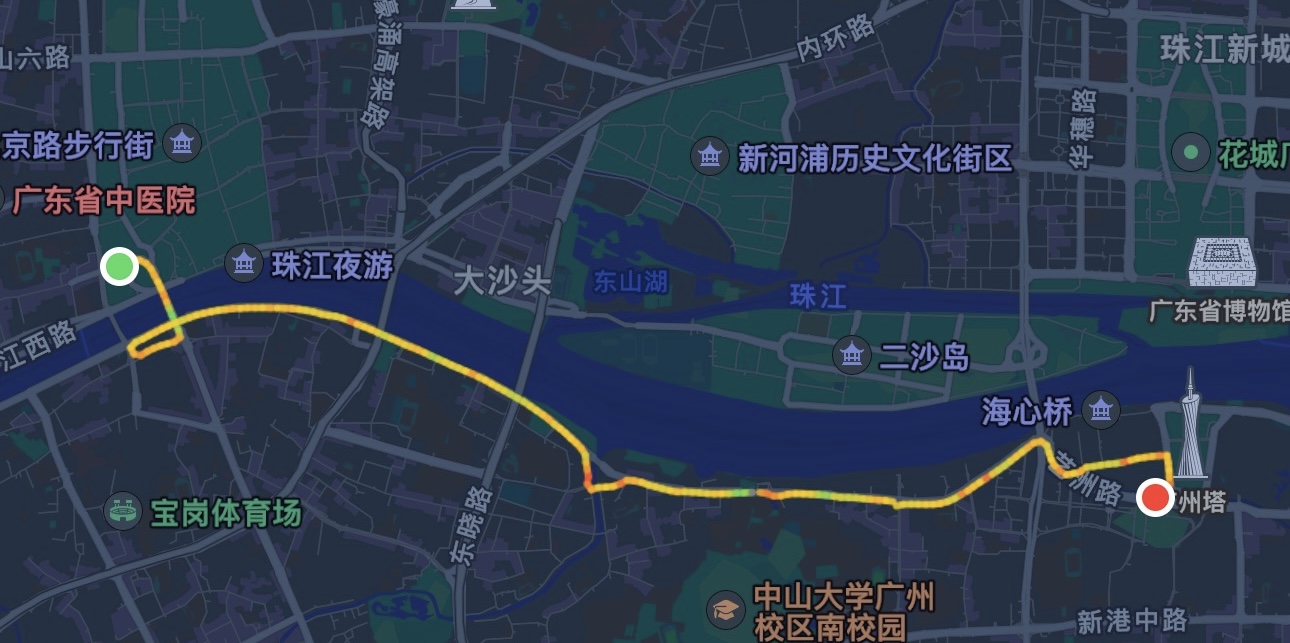 山六路
濠涌高架路
内环路
珠江新城
华穗路
京路步行街
新河浦历史文化街区
花城广
广东省中医院
珠江夜游
大沙头
东山湖
珠江
广东省博物馆
江西路
二沙岛
海心桥
艺洲路
州塔
宝岗体育场
东晓路
中山大学广州
校区南校园
新港中路